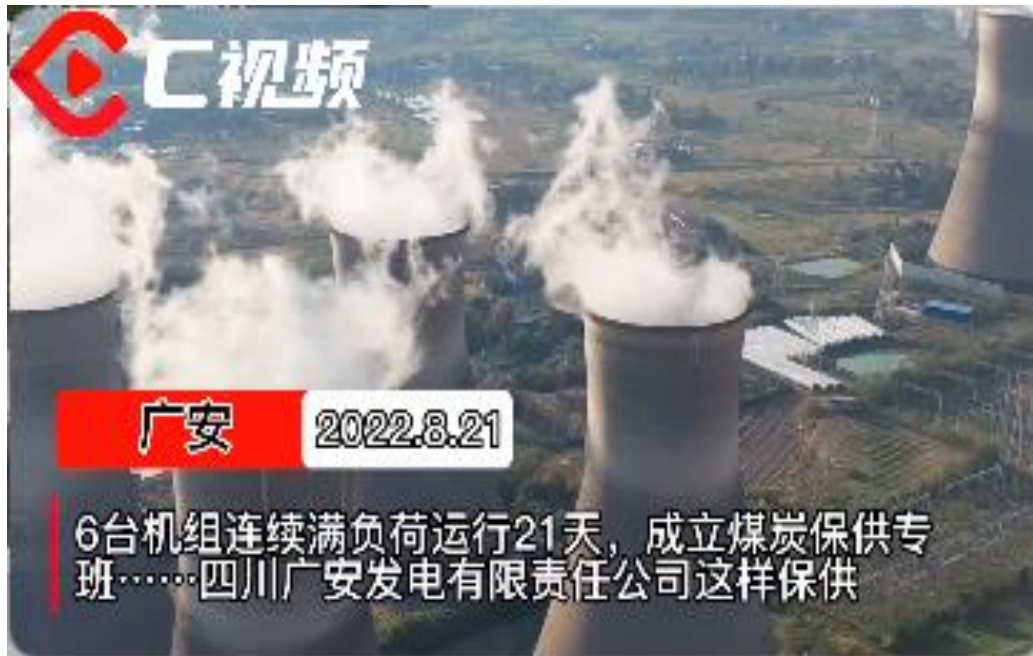 C视频
广安
2022.8.21
6台机组连续满负荷运行21天，成立煤炭保供专
班……四川广安发电有限责任公司这样保供